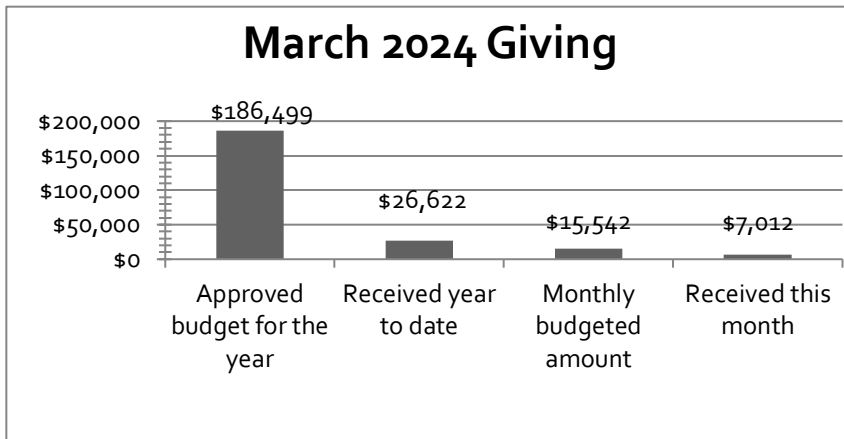 March 2024 Giving
$186,499
$200,000
$150,000
$100,000
$50,000
$0
$26,622
$15,542
$7,012
Approved
budget for the
year
Received year
to date
Monthly
budgeted
amount
Received this
month